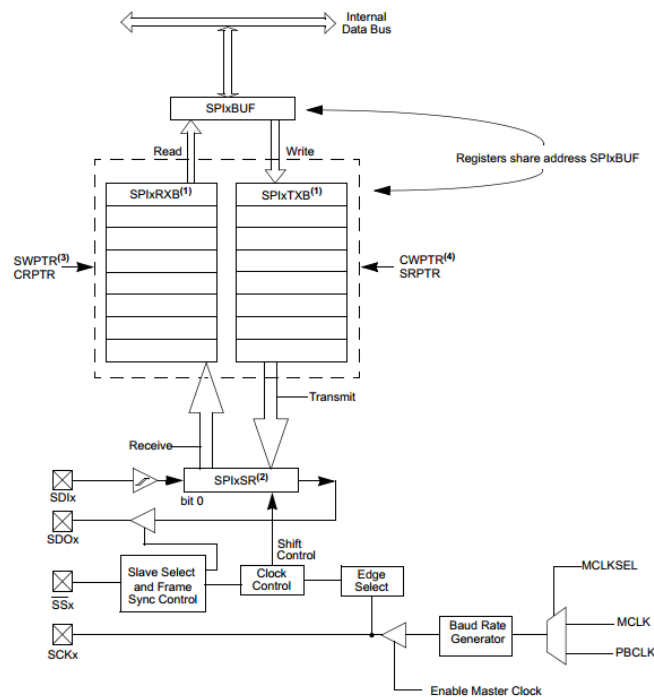 Internal
Data Bus
SPIxBUF
Read
Write
Registers share address SPIxBUF
SPIxRXB(1)
SPIxTXB(1)
SWPTR(3)
CRPTR
CWPTR(4)
SRPTR
Transmit
Receive
SPIxSR(2)
bit 0
SDIx
SDOx
Shift
Control
Slave Select
and Frame
Sync Control
Clock
Control
Edge
Select
SSx
SCKx
Baud Rate
Generator
MCLKSEL
MCLK
PBCLK
Enable Master Clock